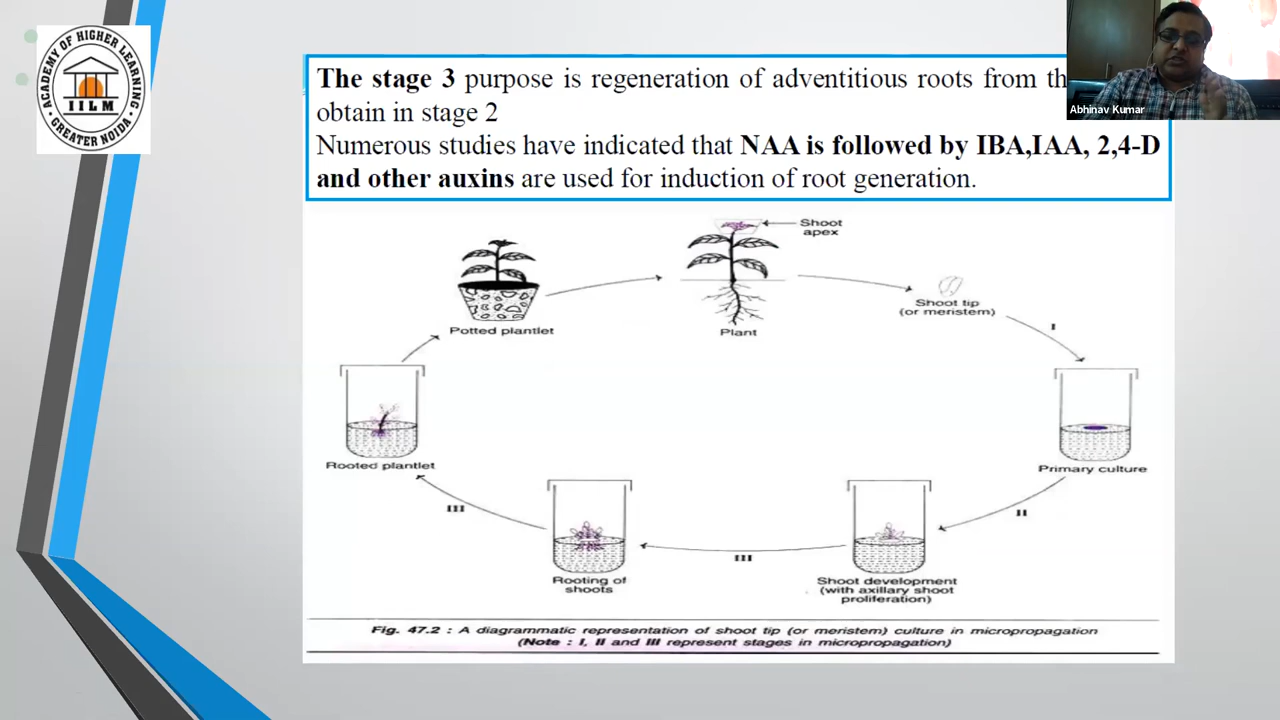 ACADEMY OF HIGHER LEARNING
IILM
GREATER NOIDA
Abhinav Kumar
The stage 3 purpose is regeneration of adventitious roots from
obtain in stage 2
Numerous studies have indicated that NAA is followed by IBA,IAA, 2,4-D
and other auxins are used for induction of root generation.
Shoot
apex
Potted plantlet
Plant
Shoot tip
(or meristem)
I
Rooted plantlet
Primary culture
III
II
III
Rooting of
shoots
Shoot development
(with axillary shoot
proliferation)
Fig. 47.2 : A diagrammatic representation of shoot tip (or meristem) culture in micropropagation
(Note : I, II and III represent stages in micropropagation)